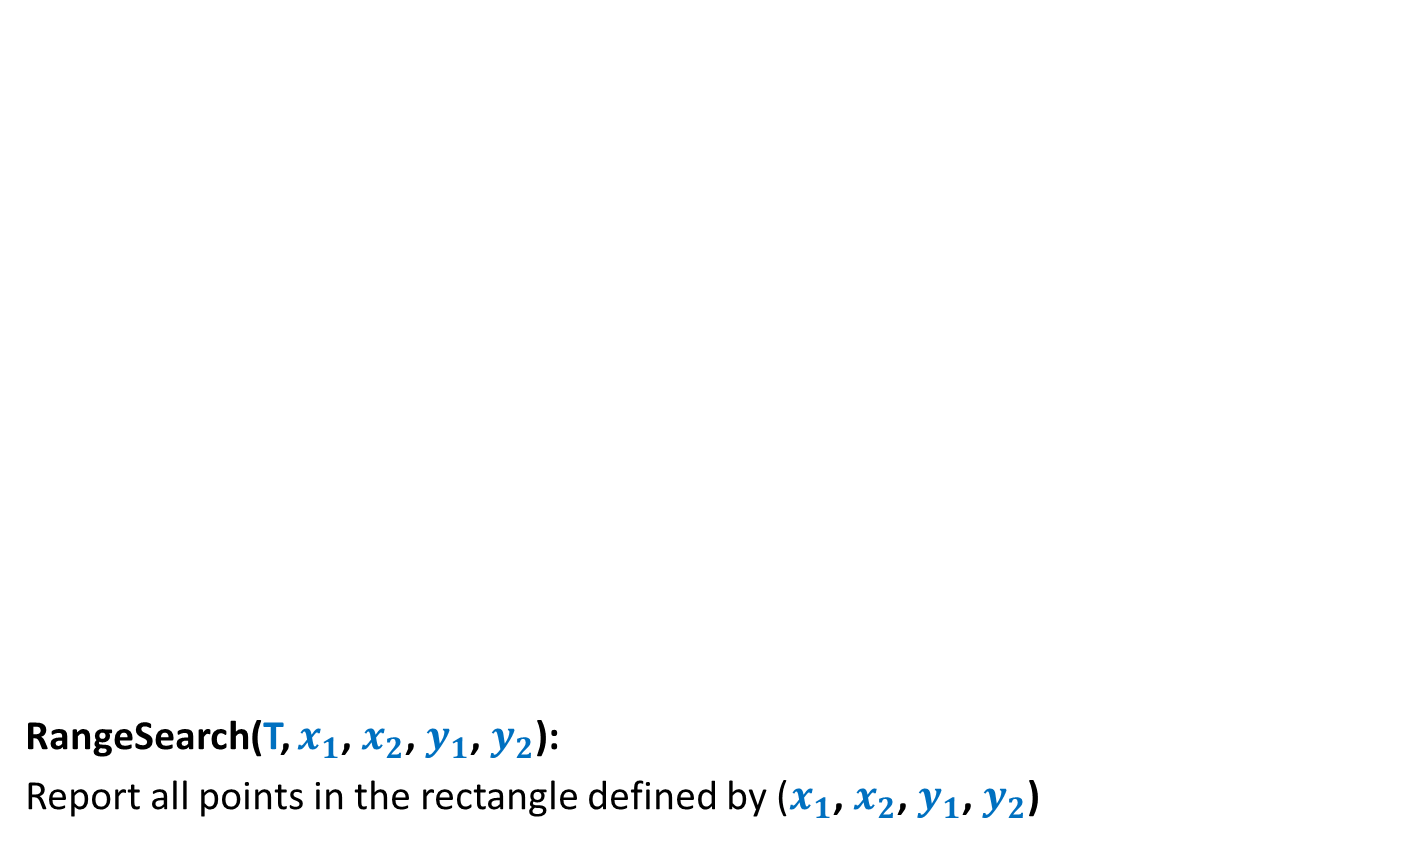 RangeSearch(T, x₁, x₂, y₁, y₂):
Report all points in the rectangle defined by (x₁, x₂, y₁, y₂)